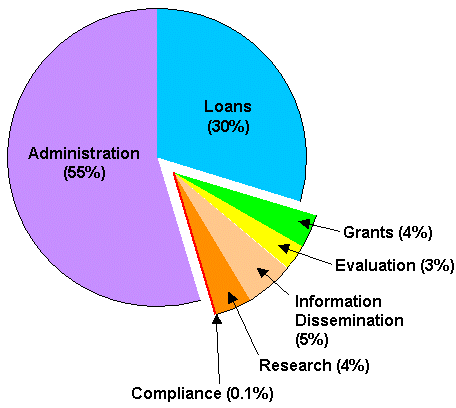 Loans
(30%)
Administration
(55%)
Grants (4%)
Evaluation (3%)
Information
Dissemination
(5%)
Research (4%)
Compliance (0.1%)